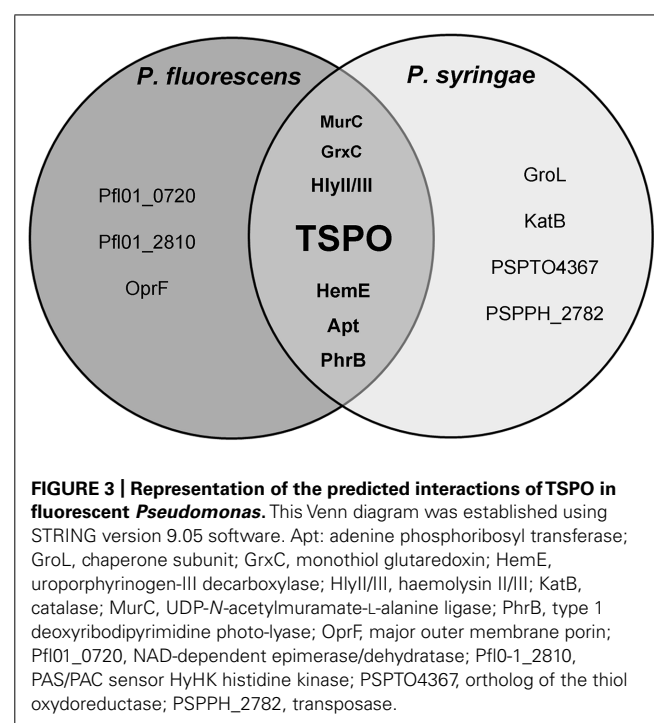 P. fluorescens
P. syringae
MurC
GrxC
HlyII/III
TSPO
HemE
Apt
PhrB
Pfl01_0720
Pfl01_2810
OprF
GroL
KatB
PSPTO4367
PSPPH_2782
FIGURE 3 | Representation of the predicted interactions of TSPO in
fluorescent Pseudomonas. This Venn diagram was established using
STRING version 9.05 software. Apt: adenine phosphoribosyl transferase;
GroL, chaperone subunit; GrxC, monothiol glutaredoxin; HemE,
uroporphyrinogen-III decarboxylase; HlyII/III, haemolysin II/III; KatB,
catalase; MurC, UDP-N-acetylmuramate-L-alanine ligase; PhrB, type 1
deoxyribodipyrimidine photo-lyase; OprF, major outer membrane porin;
Pfl01_0720, NAD-dependent epimerase/dehydratase; Pfl0-1_2810,
PAS/PAC sensor HyHK histidine kinase; PSPTO4367, ortholog of the thiol
oxydoreductase; PSPPH_2782, transposase.